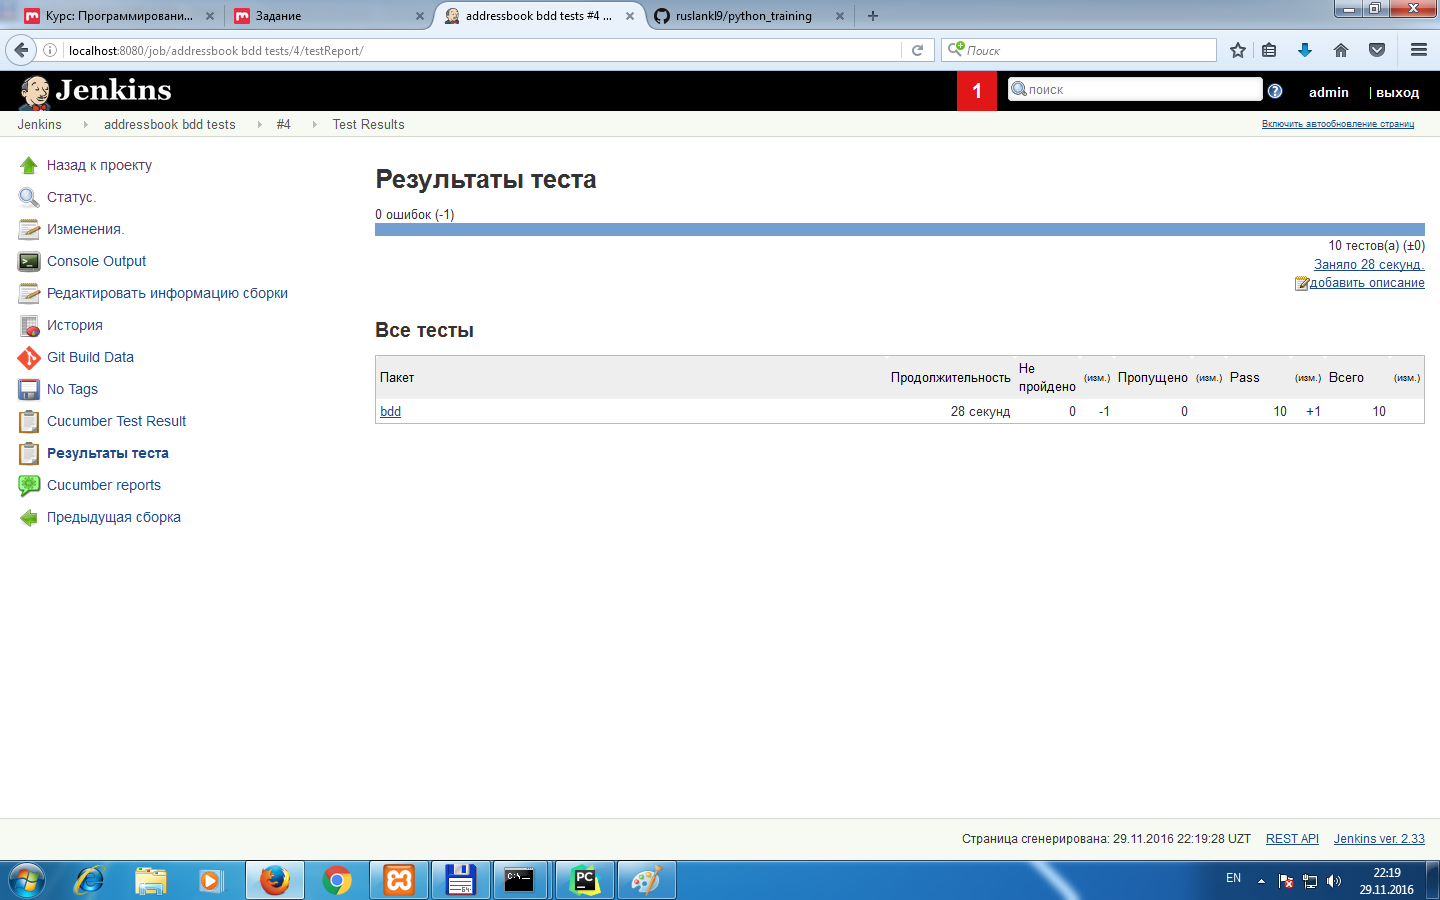 Курс: Программировани...
Задание
addressbook bdd tests #4 ...
ruslankl9/python_training
localhost:8080/job/addressbook bdd tests/4/testReport/
Поиск
Jenkins
1
поиск
admin
| выход
Jenkins
addressbook bdd tests
#4
Test Results
Включить автообновление страниц
Назад к проекту
Статус.
Изменения.
Console Output
Редактировать информацию сборки
История
Git Build Data
No Tags
Cucumber Test Result
Результаты теста
Cucumber reports
Предыдущая сборка
Результаты теста
0 ошибок (-1)
10 тестов(а) (±0)
Заняло 28 секунд.
добавить описание
Все тесты
Пакет Продолжительность Не пройдено (изм.) Пропущено (изм.) Pass (изм.) Всего (изм.)
bdd 28 секунд 0 -1 0 10 +1 10
Страница сгенерирована: 29.11.2016 22:19:28 UZT
REST API
Jenkins ver. 2.33
64
C:\_
PC
EN
22:19
29.11.2016